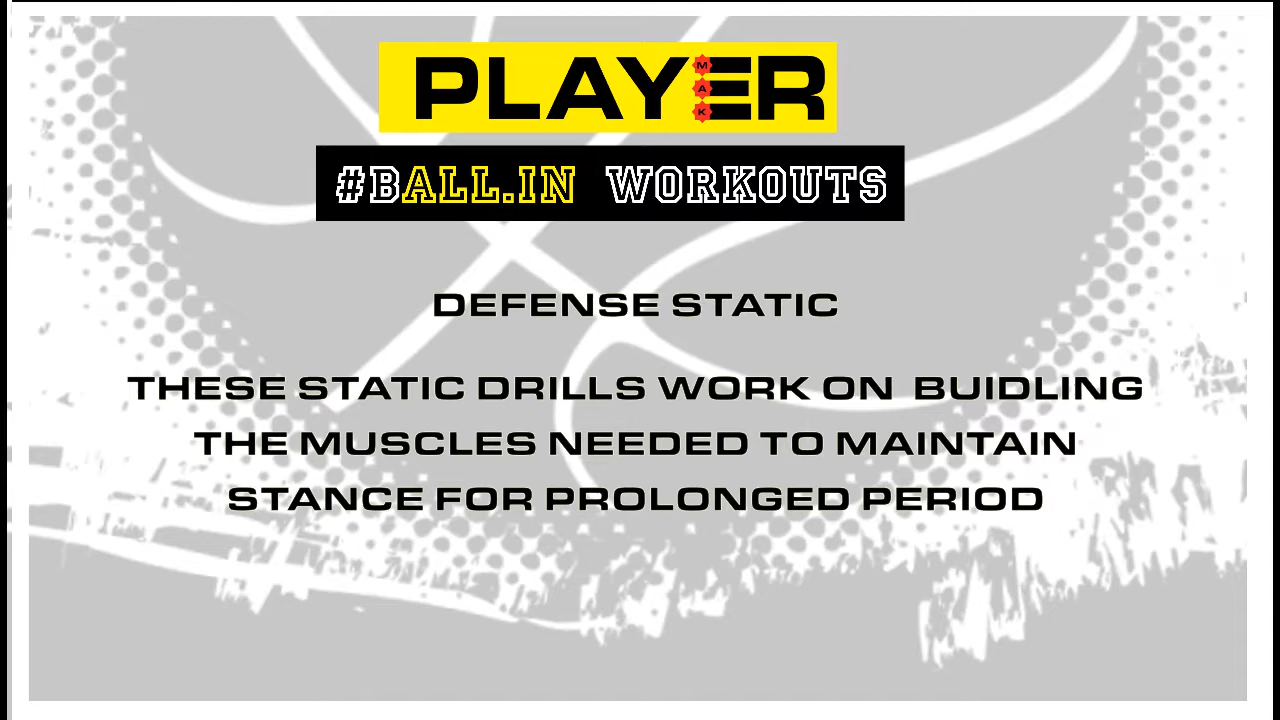 PLAYER
MAK
#BALL.IN WORKOUTS
DEFENSE STATIC
THESE STATIC DRILLS WORK ON BUIDLING
THE MUSCLES NEEDED TO MAINTAIN
STANCE FOR PROLONGED PERIOD